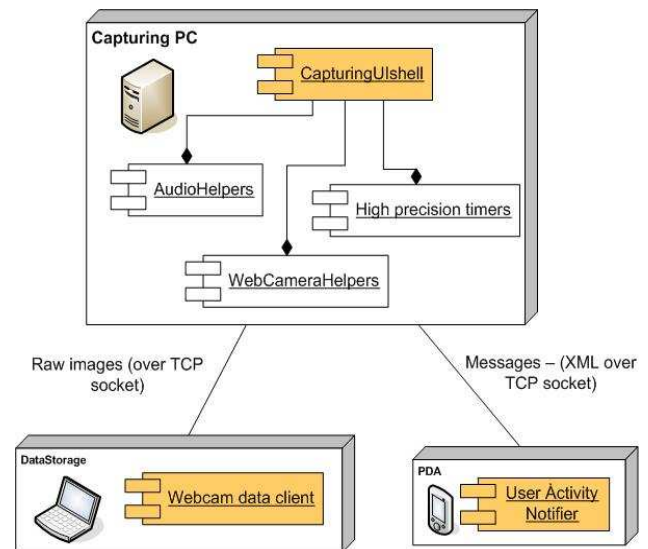 Capturing PC
CapturingUIshell
AudioHelpers
High precision timers
WebCameraHelpers
Raw images (over TCP
socket)
Messages – (XML over
TCP socket)
DataStorage
Webcam data client
PDA
User Àctivity
Notifier